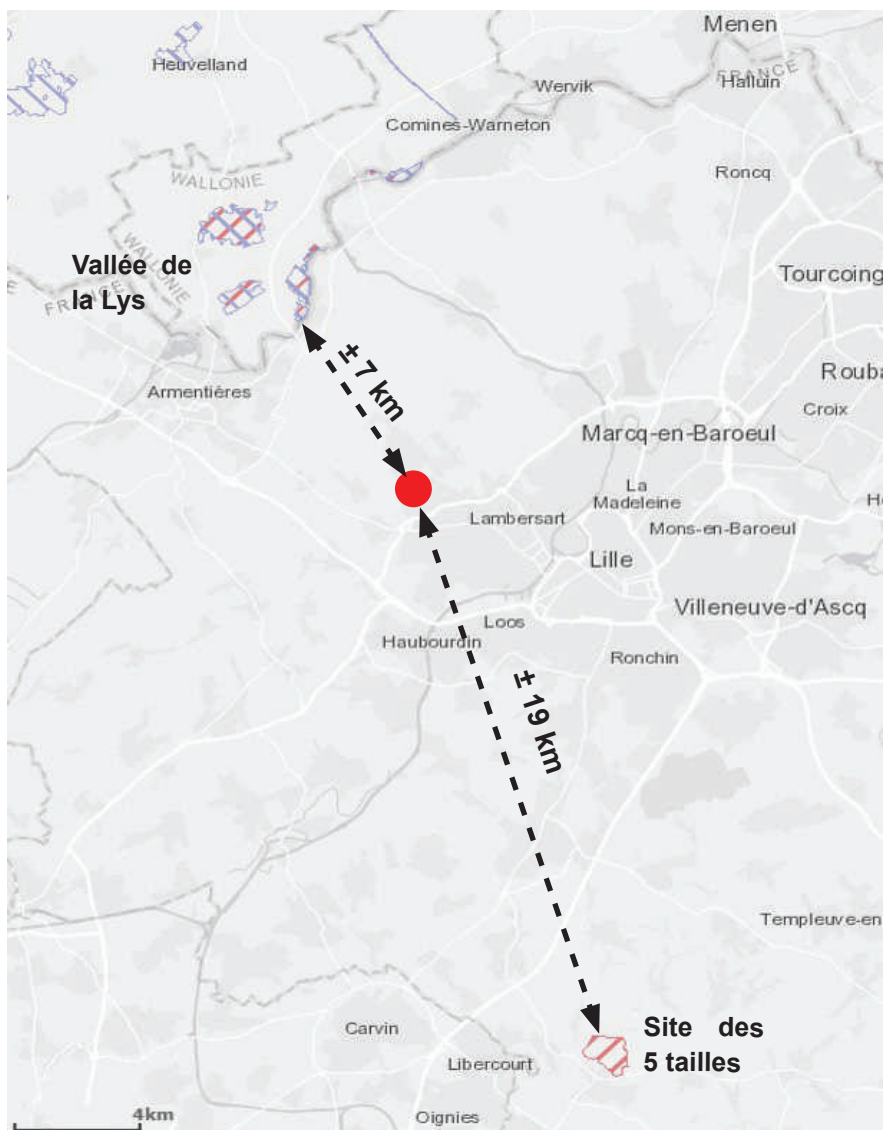 Menen
Heuvelland
FRANCE
Halluin
Wervik
Comines-Warneton
WALLONIE
Roncq
Vallée de
la Lys
WALLONIE
FRANCE
Tourcoing
± 7 km
Armentières
Rouba
Croix
Marcq-en-Baroeul
La
Madeleine
Lambersart
Mons-en-Baroeul
Lille
Villeneuve-d'Ascq
Loos
Haubourdin
Ronchin
± 19 km
Templeuve-en
Carvin
Site des
5 tailles
Libercourt
4km
Oignies